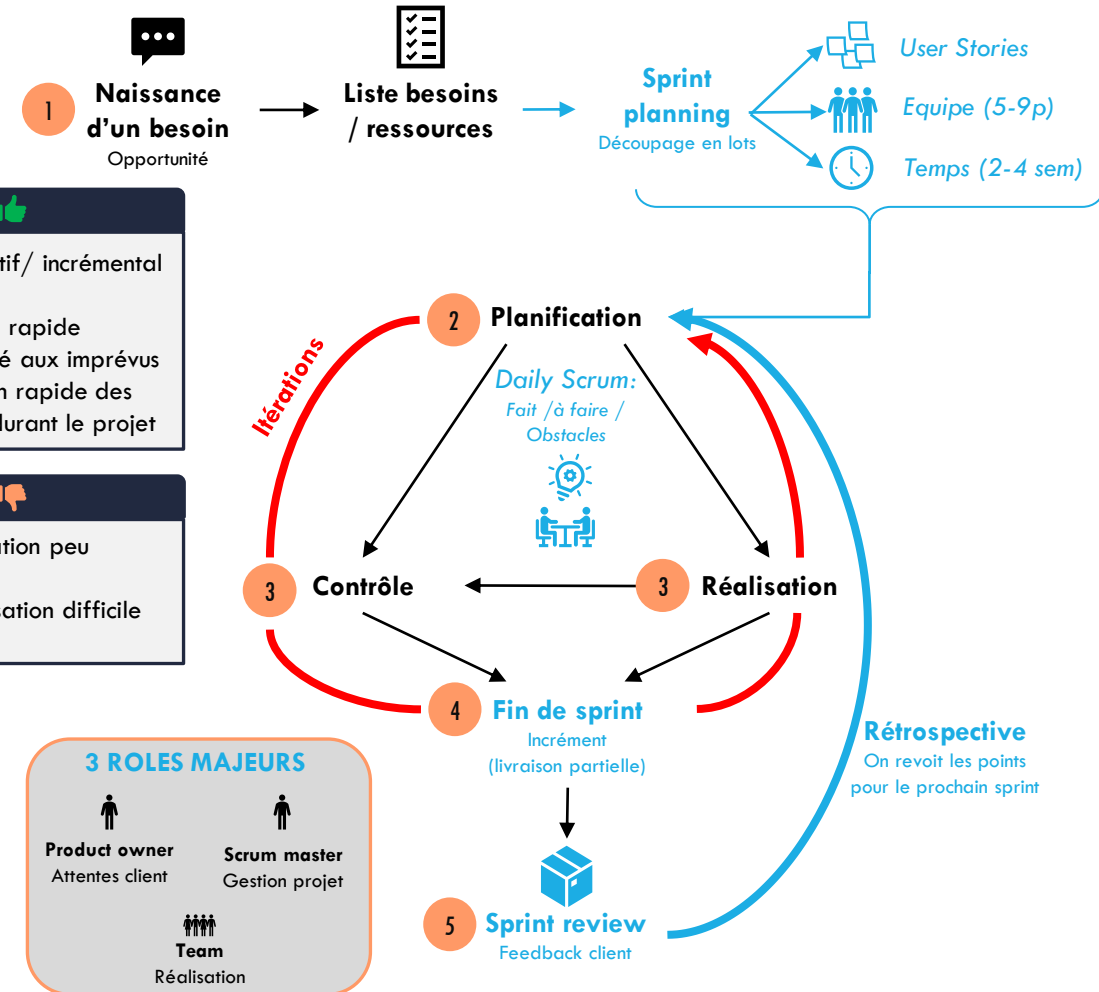 1
Naissance
d'un besoin
Opportunité
Liste besoins
/ ressources
Sprint
planning
Découpage en lots
User Stories
Equipe (5-9p)
Temps (2-4 sem)
tif/ incrémental
rapide
é aux imprévus
n rapide des
durant le projet
ation peu
sation difficile
2
Planification
Itérations
Daily Scrum:
Fait /à faire /
Obstacles
3
Contrôle
3
Réalisation
4
Fin de sprint
Incrément
(livraison partielle)
Rétrospective
On revoit les points
pour le prochain sprint
3 ROLES MAJEURS
Product owner
Attentes client
Scrum master
Gestion projet
Team
Réalisation
5
Sprint review
Feedback client